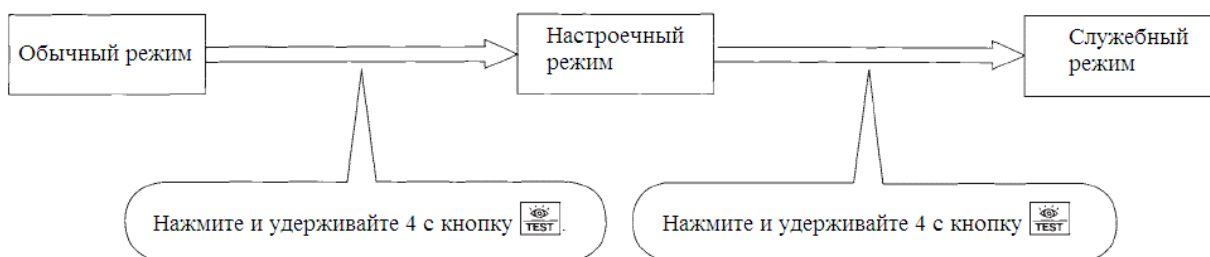 Обычный режим
Настроечный
режим
Служебный
режим
Нажмите и удерживайте 4 с кнопку TEST.
Нажмите и удерживайте 4 с кнопку TEST